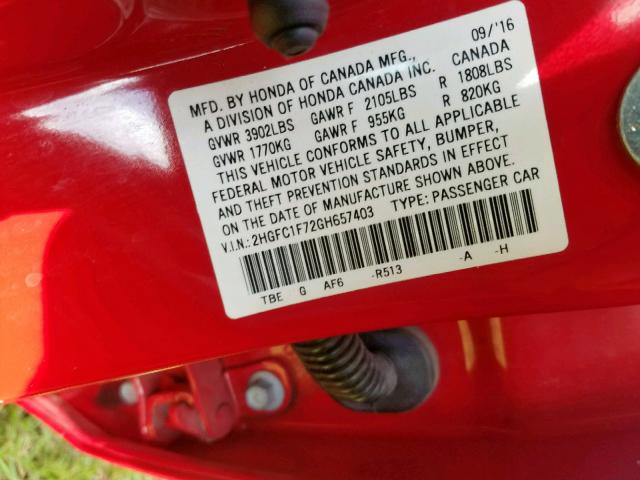 09/'16
MFD. BY HONDA OF CANADA MFG.,
A DIVISION OF HONDA CANADA INC. CANADA
GVWR 3902LBS GAWR F 2105LBS R 1808LBS
GVWR 1770KG GAWR F 955KG R 820KG
THIS VEHICLE CONFORMS TO ALL APPLICABLE
FEDERAL MOTOR VEHICLE SAFETY, BUMPER,
AND THEFT PREVENTION STANDARDS IN EFFECT
ON THE DATE OF MANUFACTURE SHOWN ABOVE.
V.I.N.:2HGFC1F72GH657403 TYPE: PASSENGER CAR
TBE G AF6 -R513 -A -H